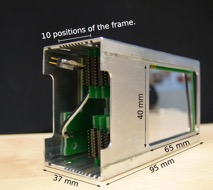 10 positions of the frame.
40 mm
65 mm
95 mm
37 mm